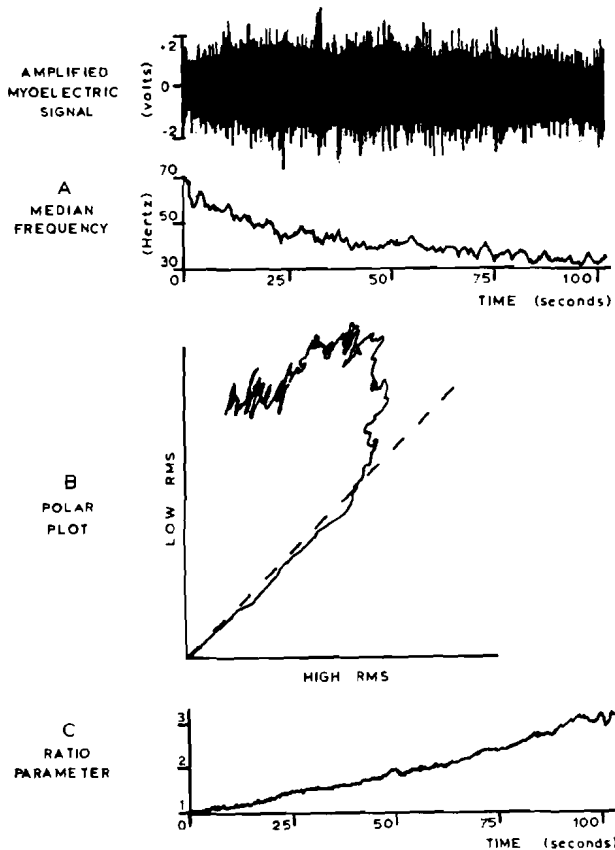 AMPLIFIED
MYOELECTRIC
SIGNAL
(volts)
+2
0
-2
A
MEDIAN
FREQUENCY
(Hertz)
70
50
30
0 25 50 75 100
TIME (seconds)
B
POLAR
PLOT
LOW RMS
HIGH RMS
C
RATIO
PARAMETER
3
2
1
0 25 50 75 100
TIME (seconds)